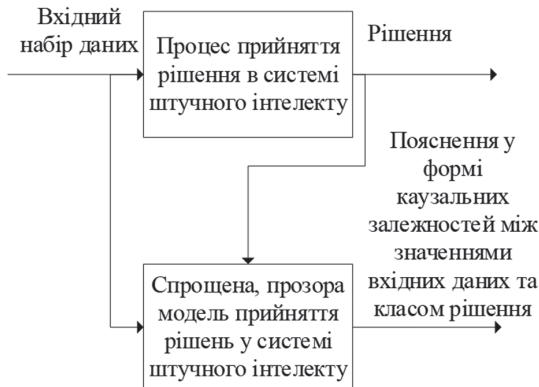 Вхідний
набір даних
Процес прийняття
рішення в системі
штучного інтелекту
Рішення
Пояснення у
формі
каузальних
залежностей між
значеннями
вхідних даних та
класом рішення
Спрощена, прозора
модель прийняття
рішень у системі
штучного інтелекту